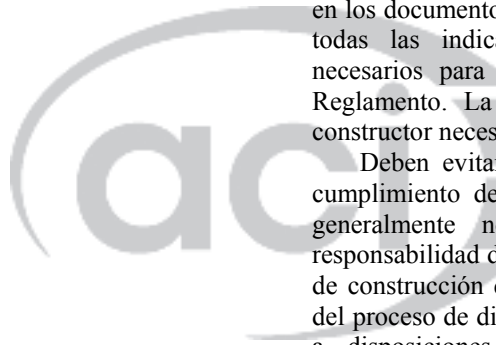 en los documento
todas las indic
necesarios para
Reglamento. La
constructor neces
Deben evita
cumplimiento de
generalmente n
responsabilidad d
de construcción
del proceso de di
a disposiciones
aci